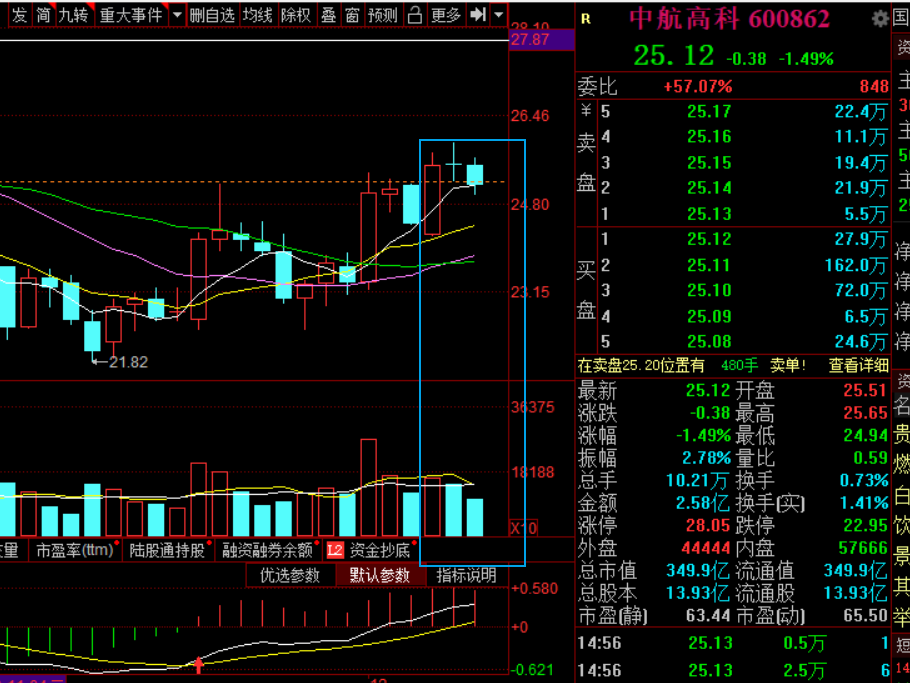 发 简 九转 重大事件 删自选 均线 除权 叠 窗 预测 更多
28.10
27.87
26.46
24.80
23.15
←21.82
36375
18188
X10
量 市盈率(ttm) 陆股通持股 融资融券余额 L2 资金抄底
优选参数 默认参数 指标说明
+0.580
+0
-0.621
R 中航高科 600862
25.12 -0.38 -1.49%
委比 +57.07% 848
卖盘
¥ 5 25.17 22.4万
4 25.16 11.1万
3 25.15 19.4万
2 25.14 21.9万
1 25.13 5.5万
买盘
1 25.12 27.9万
2 25.11 162.0万
3 25.10 72.0万
4 25.09 6.5万
5 25.08 24.6万
在卖盘25.20位置有 480手 卖单! 查看详细
最新 25.12 开盘 25.51
涨跌 -0.38 最高 25.65
涨幅 -1.49% 最低 24.94
振幅 2.78% 量比 0.59
总手 10.21万 换手 0.73%
金额 2.58亿 换手(实) 1.41%
涨停 28.05 跌停 22.95
外盘 44444 内盘 57666
总市值 349.9亿 流通值 349.9亿
总股本 13.93亿 流通股 13.93亿
市盈(静) 63.44 市盈(动) 65.50
14:56 25.13 0.5万 1
14:56 25.13 2.5万 6
国
资
主
主
主
净
净
净
净
资
名
贵
燃
白
饮
景
其
举
短
14